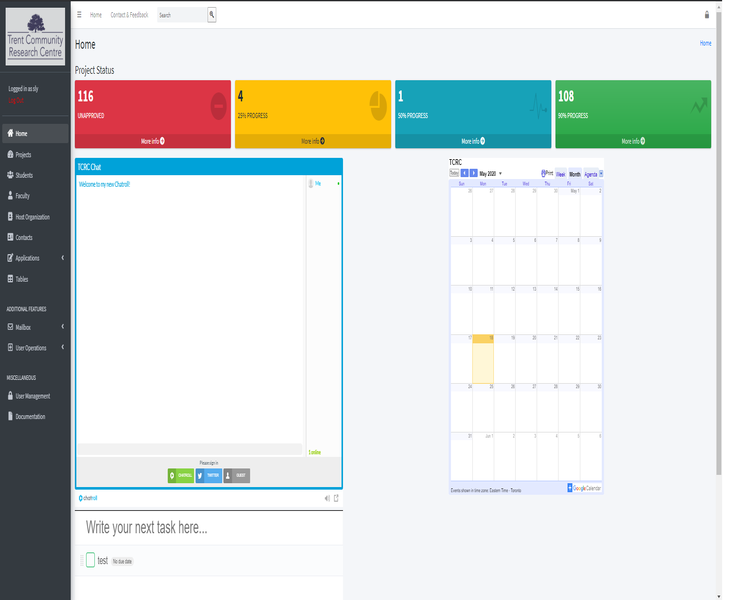 Trent Community
Research Centre
Home
Contact & Feedback
Search
Logged in as sly
Log out
Home
Projects
Students
Faculty
Host Organization
Contacts
Applications
Tables
ADDITIONAL FEATURES
Mailbox
User Operations
MISCELLANEOUS
User Management
Documentation
Home
Home
Project Status
116
UNAPPROVED
More info
4
25% PROGRESS
More info
1
50% PROGRESS
More info
108
90% PROGRESS
More info
TCRC Chat
Welcome to my new Chatroll!
1 online
Please sign in
CHATROLL
TWITTER
GUEST
chatroll
Write your next task here...
test
No due date
TCRC
Today
May 2020
Print
Week
Month
Agenda
Sun Mon Tue Wed Thu Fri Sat
26 27 28 29 30 May 1 2
3 4 5 6 7 8 9
10 11 12 13 14 15 16
17 18 19 20 21 22 23
24 25 26 27 28 29 30
31 Jun 1 2 3 4 5 6
Events shown in time zone: Eastern Time - Toronto
Google Calendar